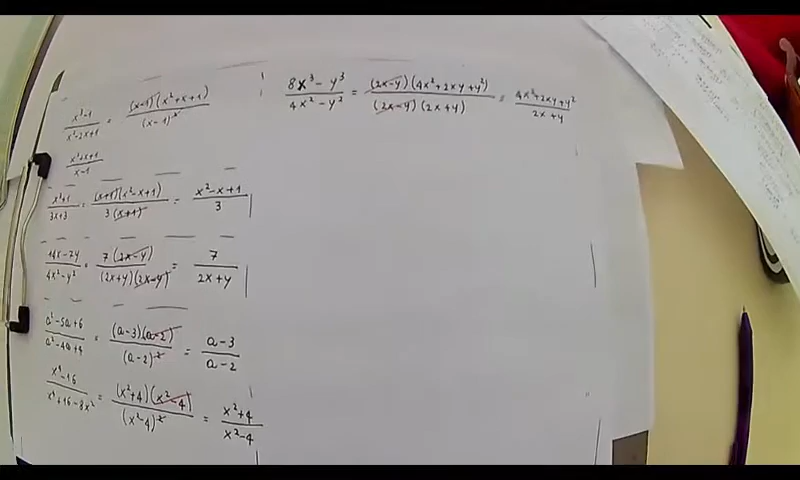 x³-1 / x²-2x+1 = (x-1)(x²+x+1) / (x-1)²
x²+x+1 / x-1
x³+1 / 3x+3 = (x+1)(x²-x+1) / 3(x+1) = x²-x+1 / 3
14x-7y / 4x²-y² = 7(2x-y) / (2x+y)(2x-y) = 7 / 2x+y
a²-5a+6 / a²-4a+4 = (a-3)(a-2) / (a-2)² = a-3 / a-2
x⁴-16 / x⁴+16-8x² = (x²+4)(x²-4) / (x²-4)² = x²+4 / x²-4
8x³-y³ / 4x²-y² = (2x-y)(4x²+2xy+y²) / (2x-y)(2x+y) = 4x²+2xy+y² / 2x+y